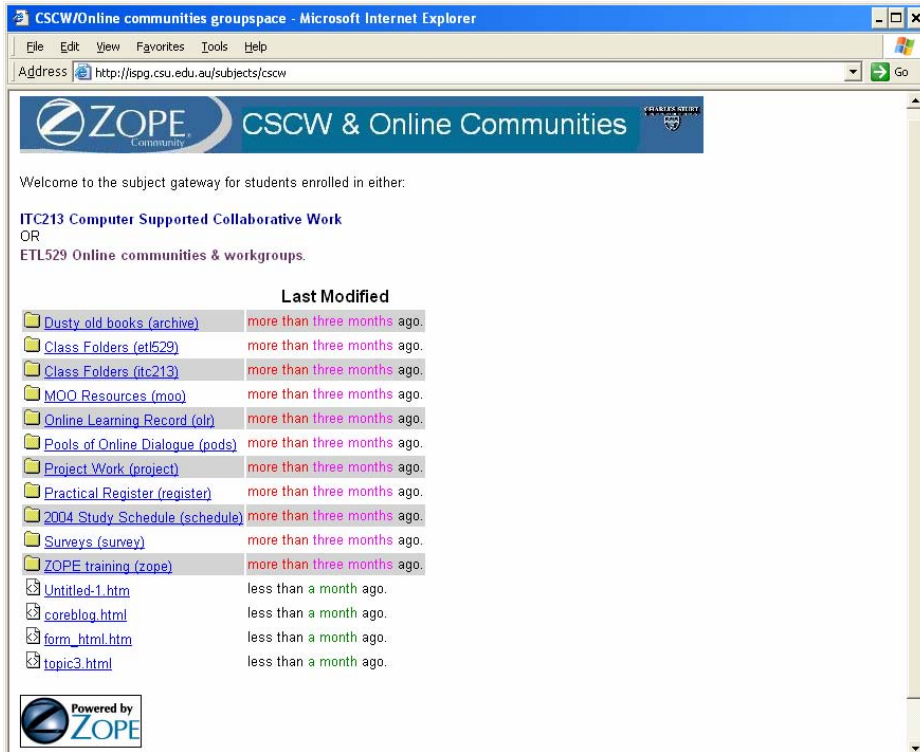 CSCW/Online communities groupspace - Microsoft Internet Explorer
File Edit View Favorites Tools Help
Address http://ispg.csu.edu.au/subjects/cscw Go
ZOPE Community CSCW & Online Communities CHARLES STURT
Welcome to the subject gateway for students enrolled in either:
ITC213 Computer Supported Collaborative Work
OR
ETL529 Online communities & workgroups.
Last Modified
Dusty old books (archive) more than three months ago.
Class Folders (etl529) more than three months ago.
Class Folders (itc213) more than three months ago.
MOO Resources (moo) more than three months ago.
Online Learning Record (olr) more than three months ago.
Pools of Online Dialogue (pods) more than three months ago.
Project Work (project) more than three months ago.
Practical Register (register) more than three months ago.
2004 Study Schedule (schedule) more than three months ago.
Surveys (survey) more than three months ago.
ZOPE training (zope) more than three months ago.
Untitled-1.htm less than a month ago.
coreblog.html less than a month ago.
form_html.htm less than a month ago.
topic3.html less than a month ago.
Powered by
ZOPE